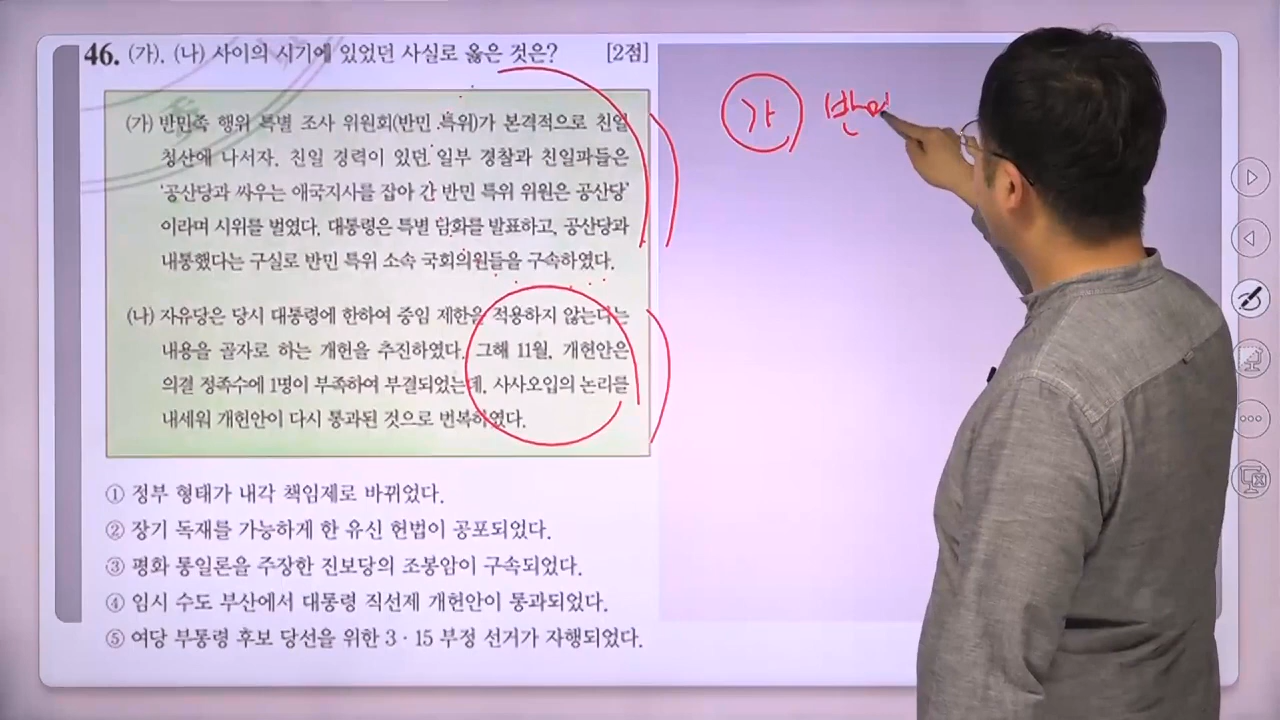 46. (가), (나) 사이의 시기에 있었던 사실로 옳은 것은? [2점]
(가) 반민족 행위 특별 조사 위원회(반민 특위)가 본격적으로 친일
청산에 나서자, 친일 경력이 있던 일부 경찰과 친일파들은
'공산당과 싸우는 애국지사를 잡아 간 반민 특위 위원은 공산당'
이라며 시위를 벌였다. 대통령은 특별 담화를 발표하고, 공산당과
내통했다는 구실로 반민 특위 소속 국회의원들을 구속하였다.
(나) 자유당은 당시 대통령에 한하여 중임 제한을 적용하지 않는다는
내용을 골자로 하는 개헌을 추진하였다. 그해 11월, 개헌안은
의결 정족수에 1명이 부족하여 부결되었는데, 사사오입의 논리를
내세워 개헌안이 다시 통과된 것으로 번복하였다.
① 정부 형태가 내각 책임제로 바뀌었다.
② 장기 독재를 가능하게 한 유신 헌법이 공포되었다.
③ 평화 통일론을 주장한 진보당의 조봉암이 구속되었다.
④ 임시 수도 부산에서 대통령 직선제 개헌안이 통과되었다.
⑤ 여당 부통령 후보 당선을 위한 3·15 부정 선거가 자행되었다.
가 반미